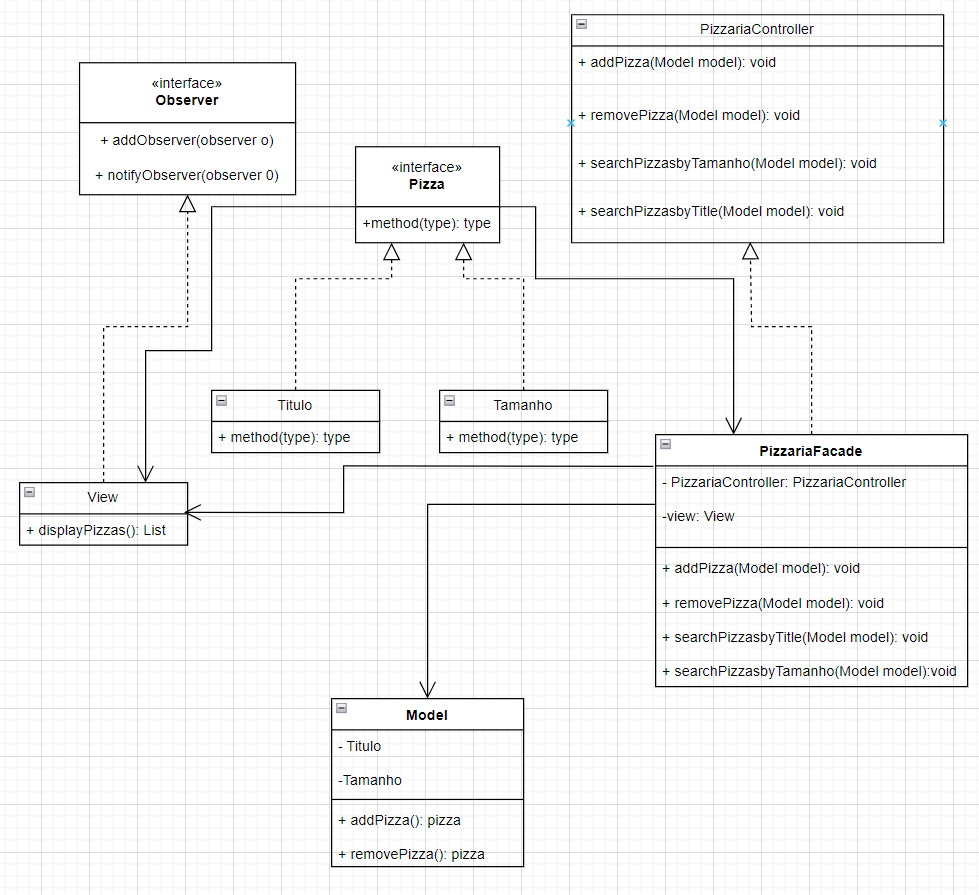 «interface»
Observer
+ addObserver(observer o)
+ notifyObserver(observer 0)
«interface»
Pizza
+method(type): type
PizzariaController
+ addPizza(Model model): void
+ removePizza(Model model): void
+ searchPizzasbyTamanho(Model model): void
+ searchPizzasbyTitle(Model model): void
Titulo
+ method(type): type
Tamanho
+ method(type): type
View
+ displayPizzas(): List
PizzariaFacade
- PizzariaController: PizzariaController
-view: View
+ addPizza(Model model): void
+ removePizza(Model model): void
+ searchPizzasbyTitle(Model model): void
+ searchPizzasbyTamanho(Model model):void
Model
- Titulo
-Tamanho
+ addPizza(): pizza
+ removePizza(): pizza